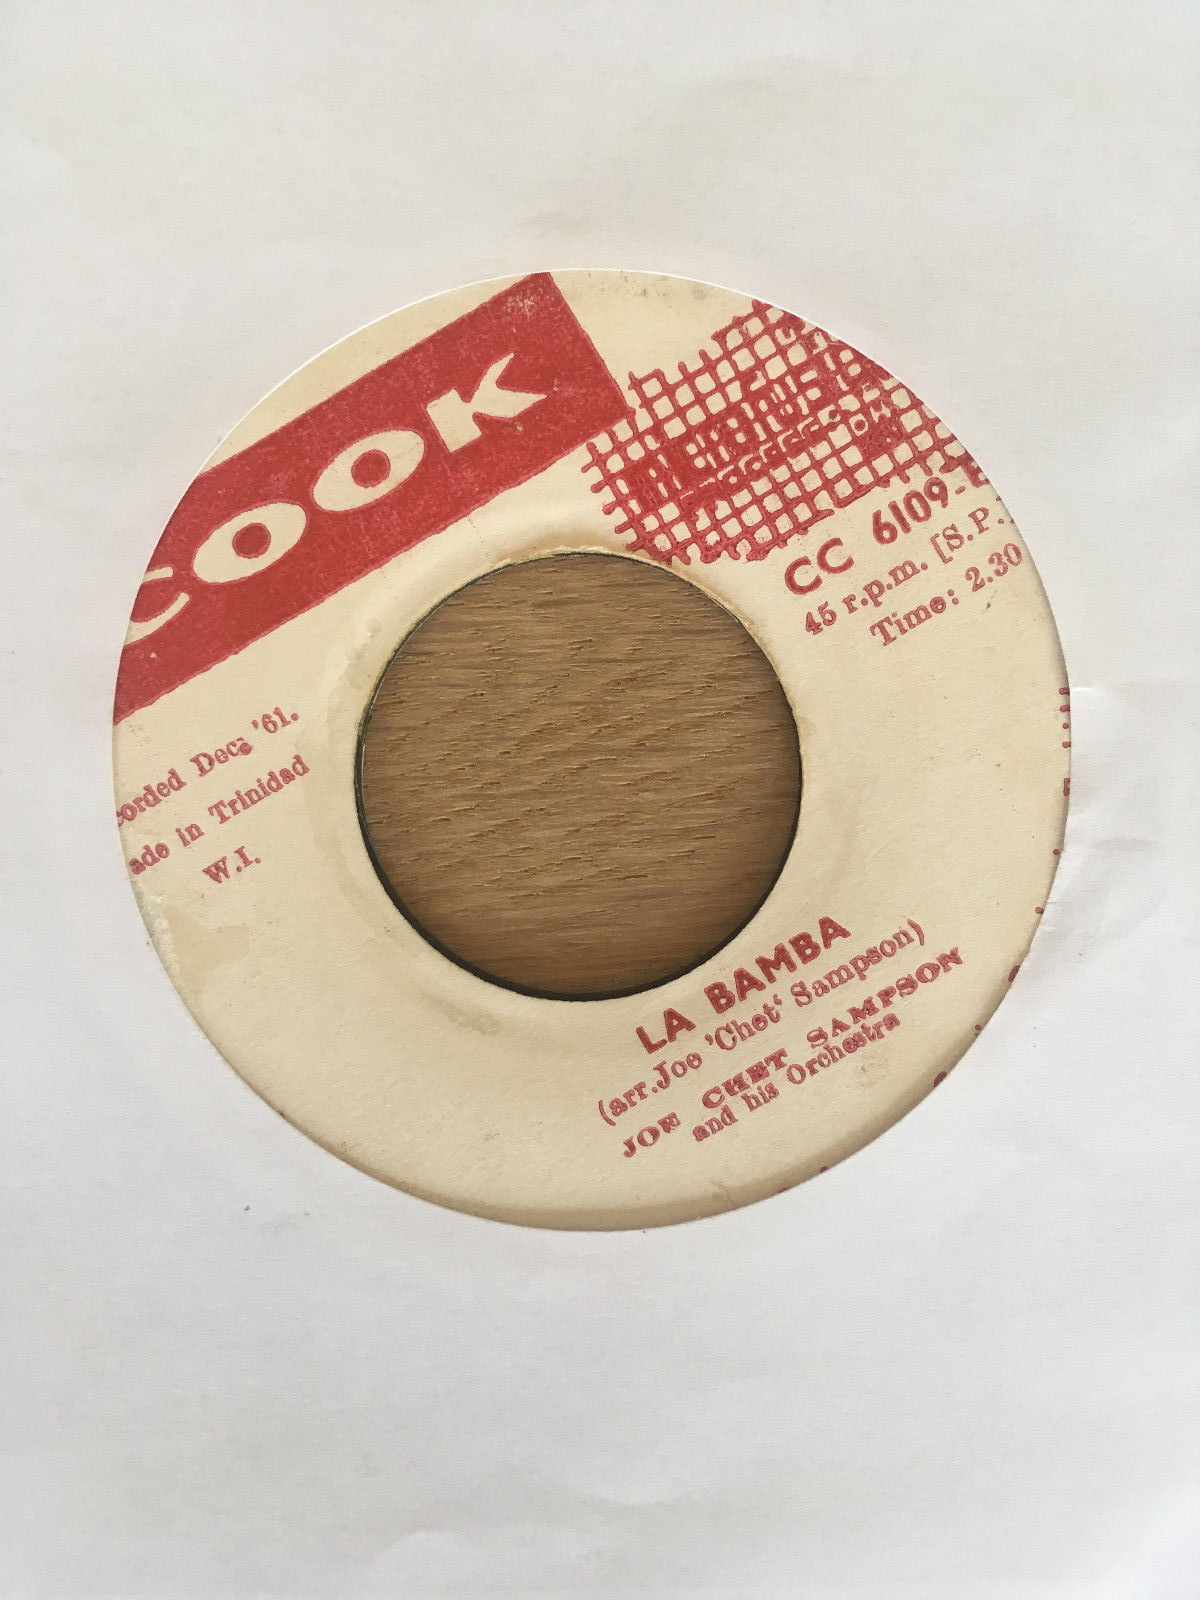 COOK
CC 6109-B
45 r.p.m. [S.P.
Time: 2.30
corded Dec; '61.
ade in Trinidad
W.I.
LA BAMBA
(arr. Joe 'Chet' Sampson)
JOE CHET SAMPSON
and his Orchestra